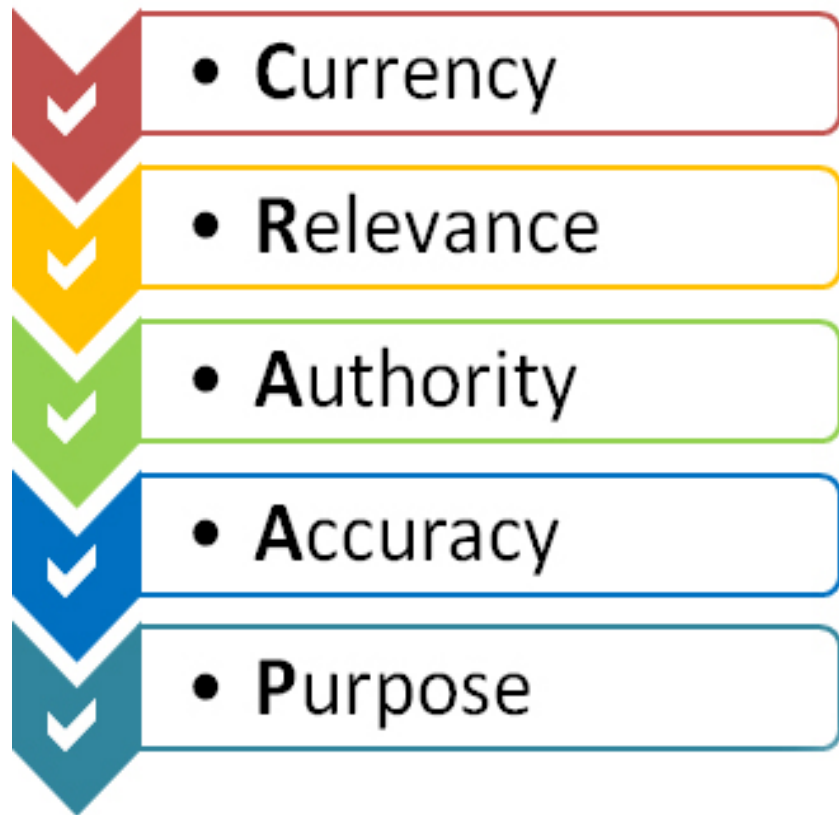 • Currency
• Relevance
• Authority
• Accuracy
• Purpose